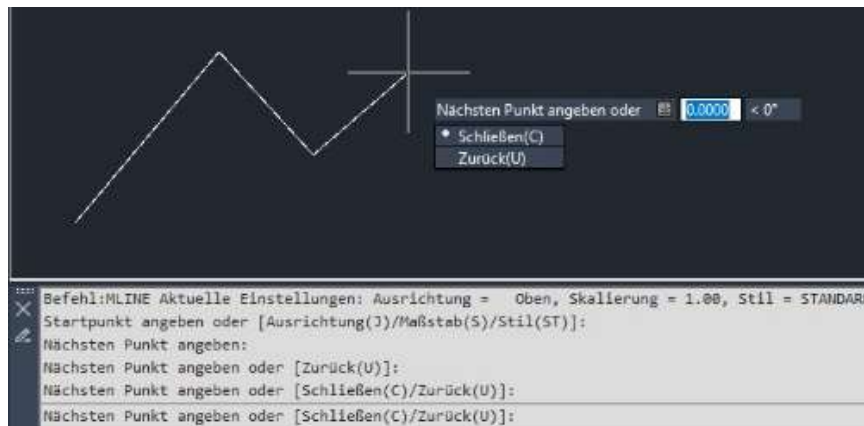 Nächsten Punkt angeben oder 0.0000 < 0°
Schließen(C)
Zurück(U)
Befehl:MLINE Aktuelle Einstellungen: Ausrichtung = Oben, Skalierung = 1.00, Stil = STANDAR
Startpunkt angeben oder [Ausrichtung(J)/Maßstab(S)/Stil(ST)]:
Nächsten Punkt angeben:
Nächsten Punkt angeben oder [Zurück(U)]:
Nächsten Punkt angeben oder [Schließen(C)/Zurück(U)]:
Nächsten Punkt angeben oder [Schließen(C)/Zurück(U)]: